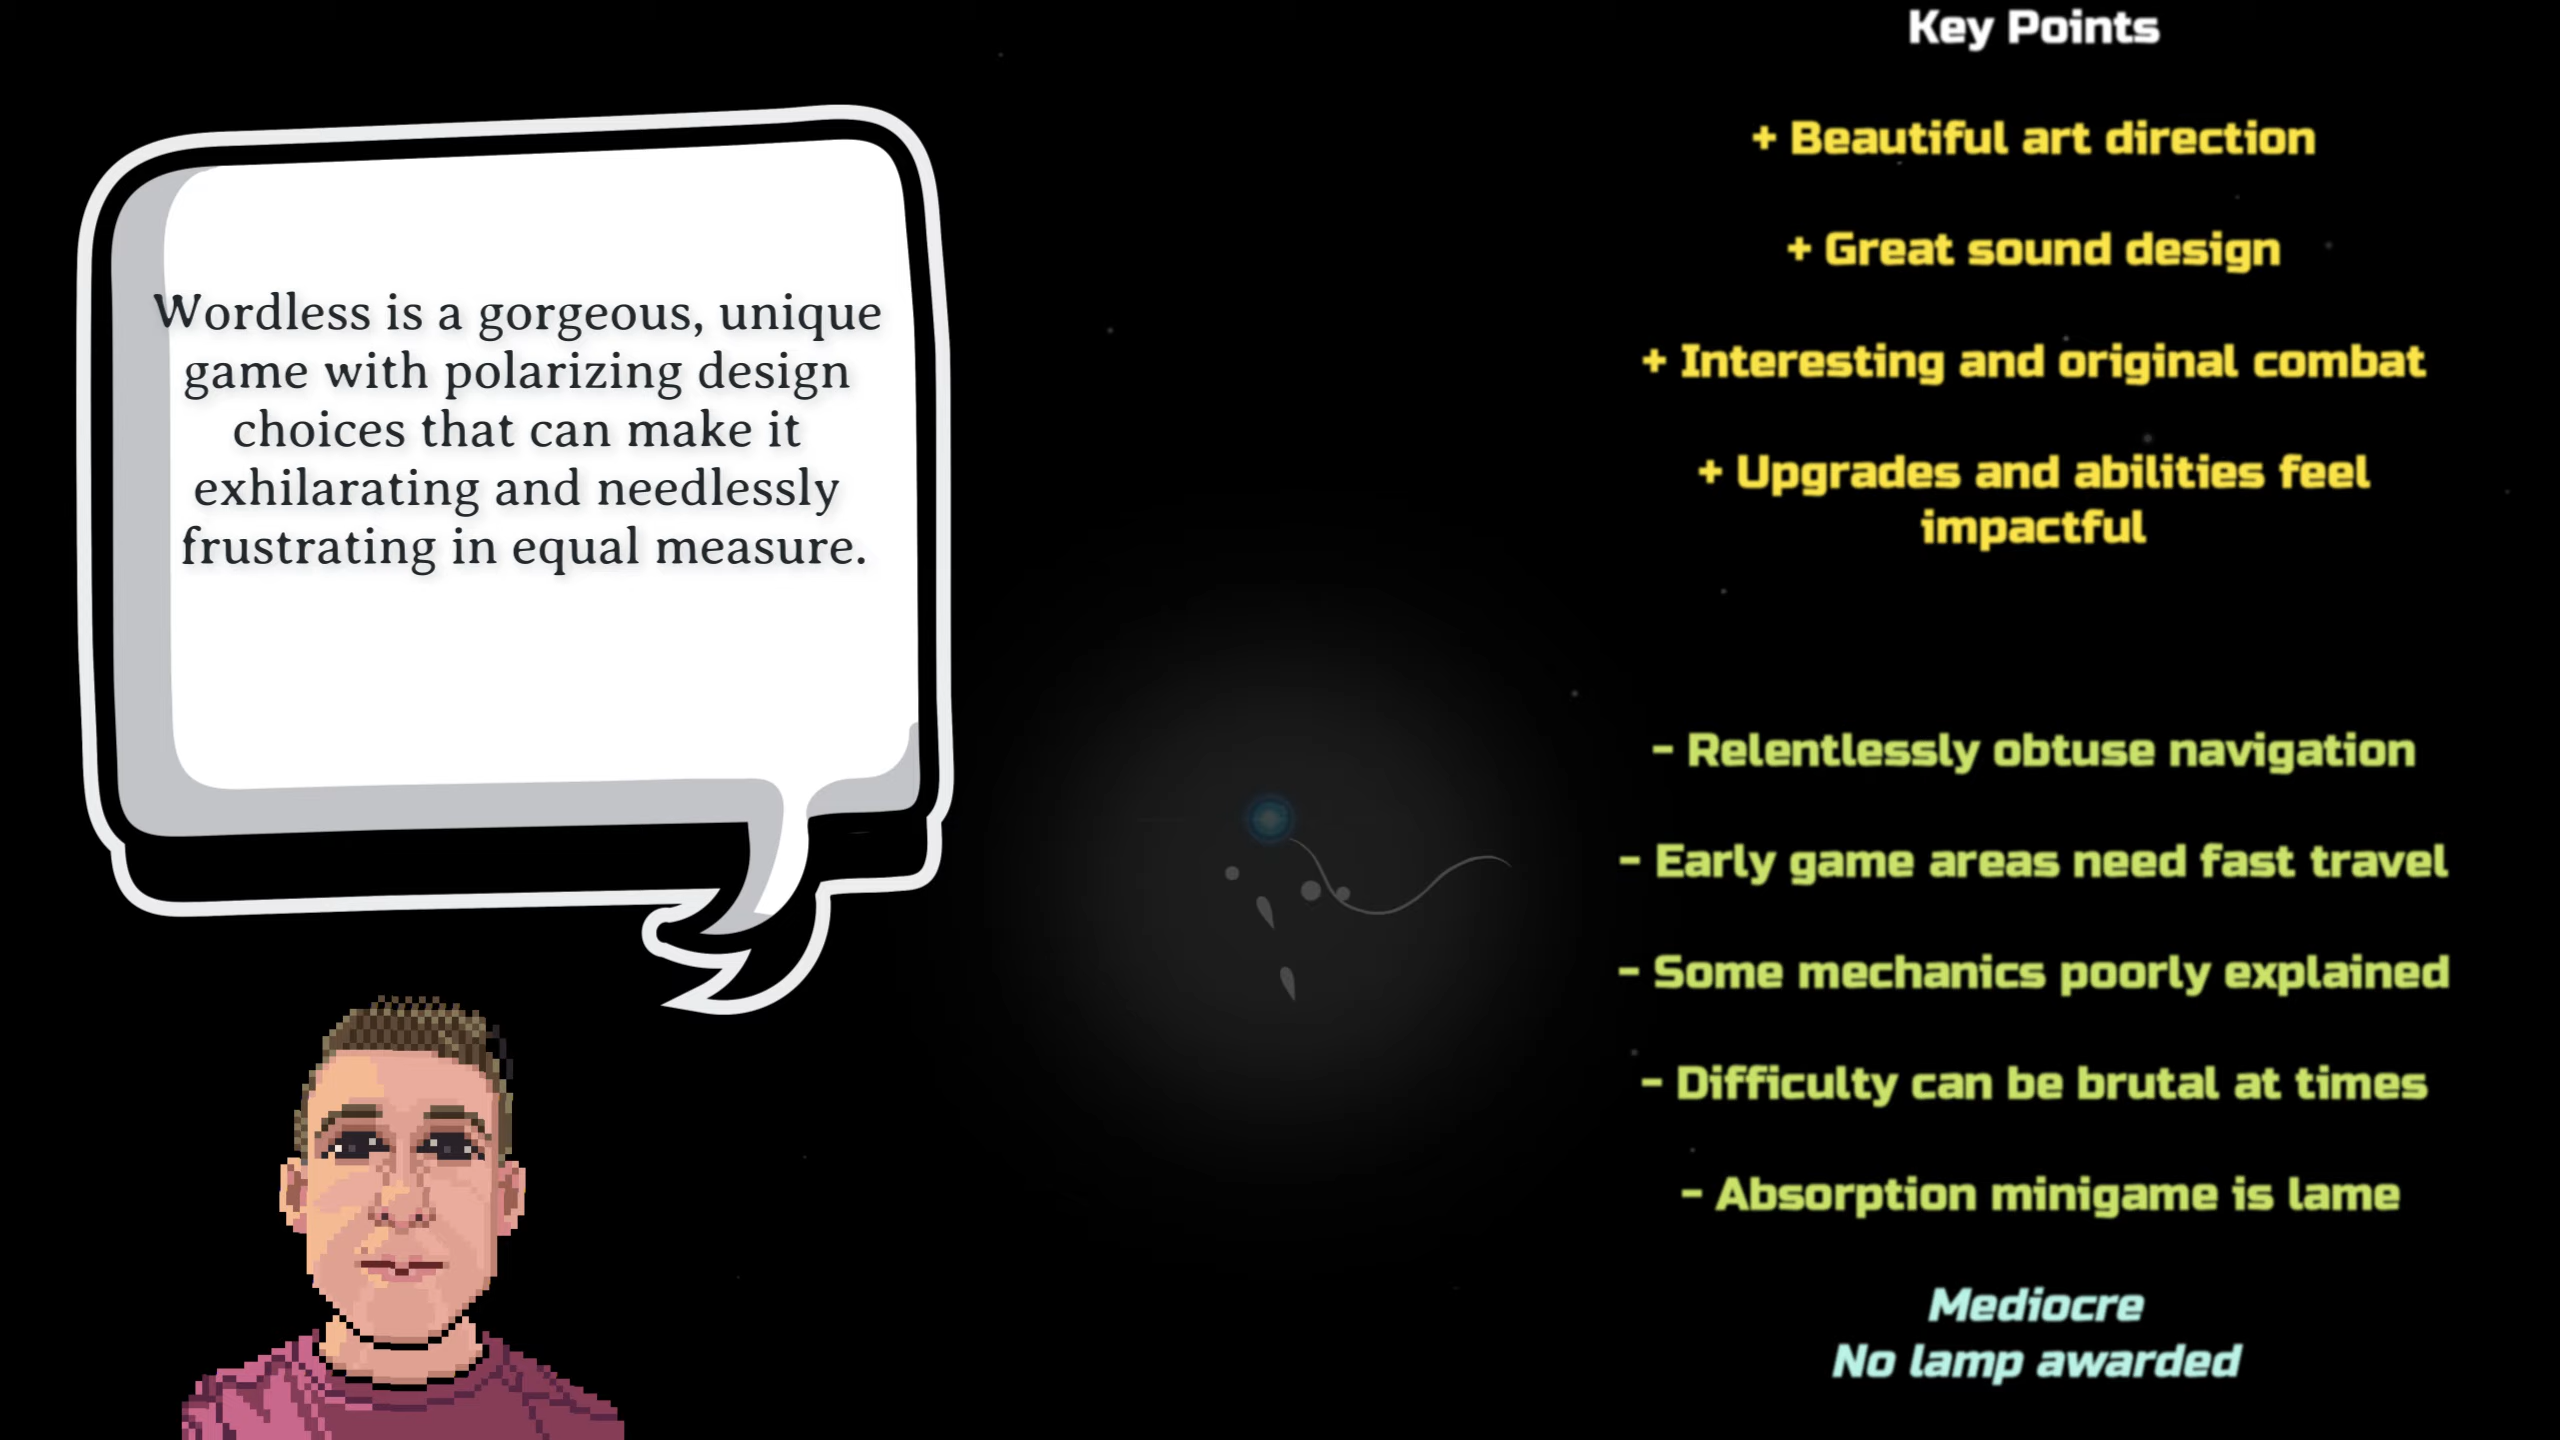 Wordless is a gorgeous, unique
game with polarizing design
choices that can make it
exhilarating and needlessly
frustrating in equal measure.
Key Points
+ Beautiful art direction
+ Great sound design
+ Interesting and original combat
+ Upgrades and abilities feel
impactful
- Relentlessly obtuse navigation
- Early game areas need fast travel
- Some mechanics poorly explained
- Difficulty can be brutal at times
- Absorption minigame is lame
Mediocre
No lamp awarded